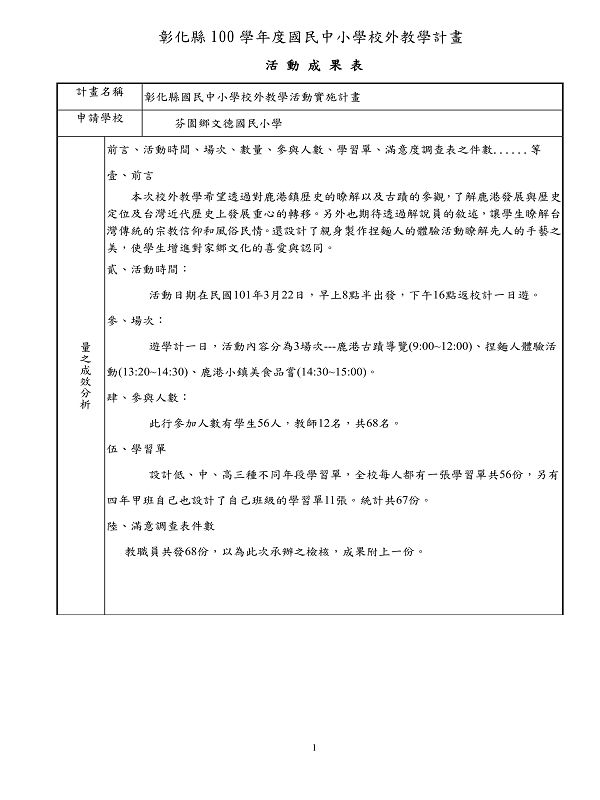 彰化縣 100 學年度國民中小學校外教學計畫
活 動 成 果 表
計畫名稱
彰化縣國民中小學校外教學活動實施計畫
申請學校
芬園鄉文德國民小學
量之成效分析
前言、活動時間、場次、數量、參與人數、學習單、滿意度調查表之件數......等
壹、前言
本次校外教學希望透過對鹿港鎮歷史的瞭解以及古蹟的參觀，了解鹿港發展與歷史
定位及台灣近代歷史上發展重心的轉移。另外也期待透過解說員的敘述，讓學生瞭解台
灣傳統的宗教信仰和風俗民情。還設計了親身製作捏麵人的體驗活動瞭解先人的手藝之
美，使學生增進對家鄉文化的喜愛與認同。
貳、活動時間：
活動日期在民國101年3月22日，早上8點半出發，下午16點返校計一日遊。
參、場次：
遊學計一日，活動內容分為3場次---鹿港古蹟導覽(9:00~12:00)、捏麵人體驗活
動(13:20~14:30)、鹿港小鎮美食品嘗(14:30~15:00)。
肆、參與人數：
此行參加人數有學生56人，教師12名，共68名。
伍、學習單
設計低、中、高三種不同年段學習單，全校每人都有一張學習單共56份，另有
四年甲班自己也設計了自己班級的學習單11張。統計共67份。
陸、滿意調查表件數
教職員共發68份，以為此次承辦之檢核，成果附上一份。
1